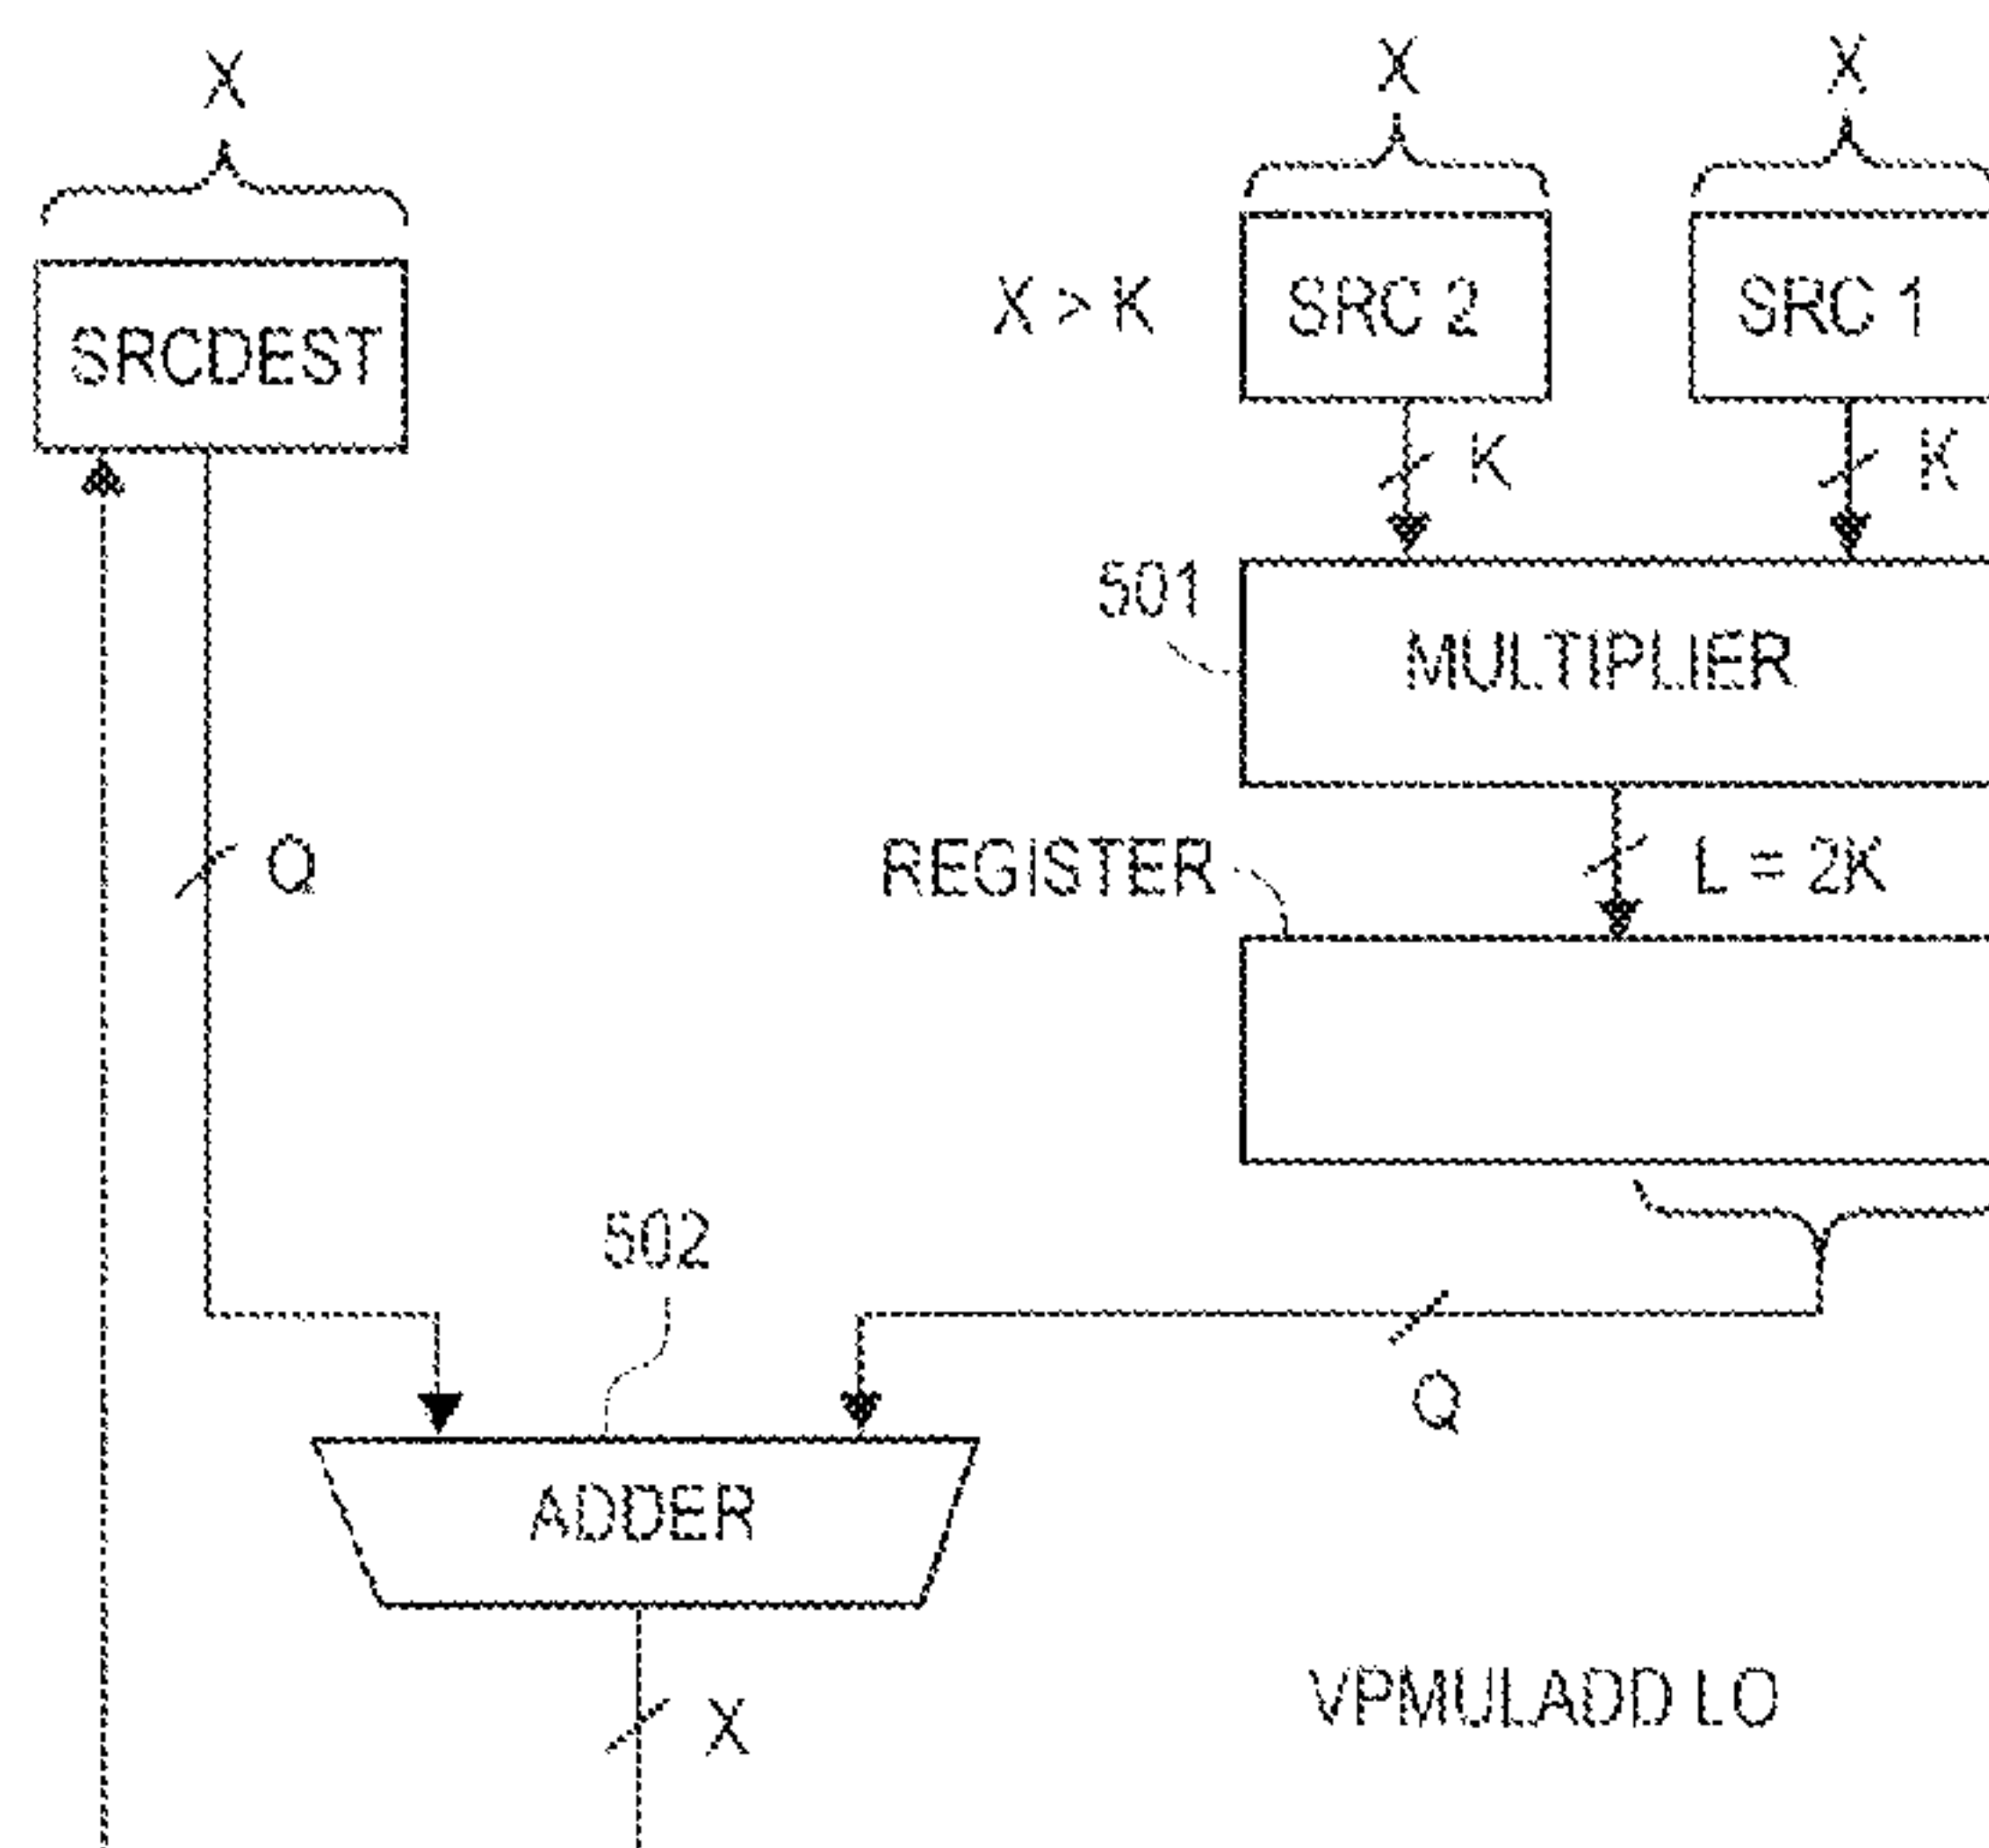 X X X
X > K SRC 2 SRC 1
SRCDEST
K K
501
MULTIPLIER
REGISTER L = 2K
Q
502
Q
ADDER
VPMULADD LO
X